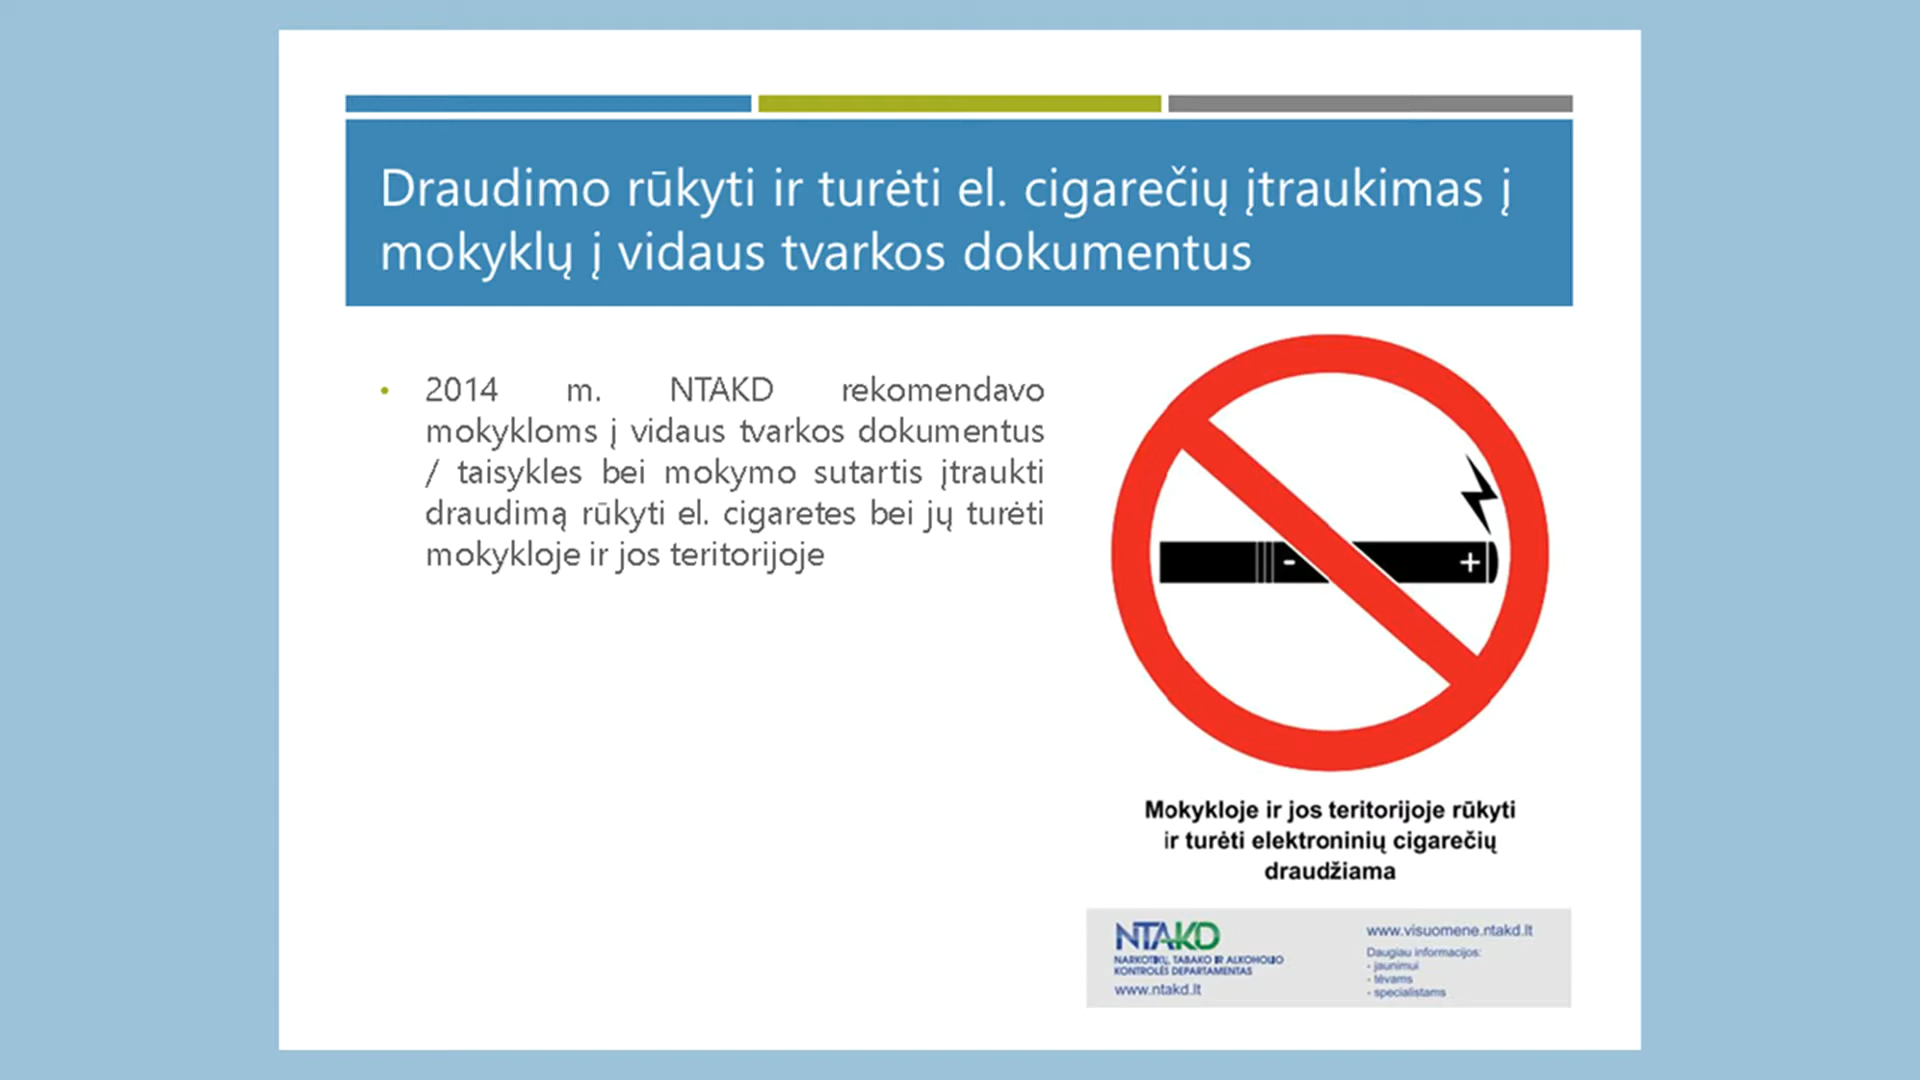 Draudimo rūkyti ir turėti el. cigarečių įtraukimas į
mokyklų į vidaus tvarkos dokumentus
• 2014 m. NTAKD rekomendavo
mokykloms į vidaus tvarkos dokumentus
/ taisykles bei mokymo sutartis įtraukti
draudimą rūkyti el. cigaretes bei jų turėti
mokykloje ir jos teritorijoje
- +
Mokykloje ir jos teritorijoje rūkyti
ir turėti elektroninių cigarečių
draudžiama
NTAKD
NARKOTIKŲ, TABAKO IR ALKOHOLIO
KONTROLĖS DEPARTAMENTAS
www.ntakd.lt
www.visuomene.ntakd.lt
Daugiau informacijos:
- jaunimui
- tėvams
- specialistams